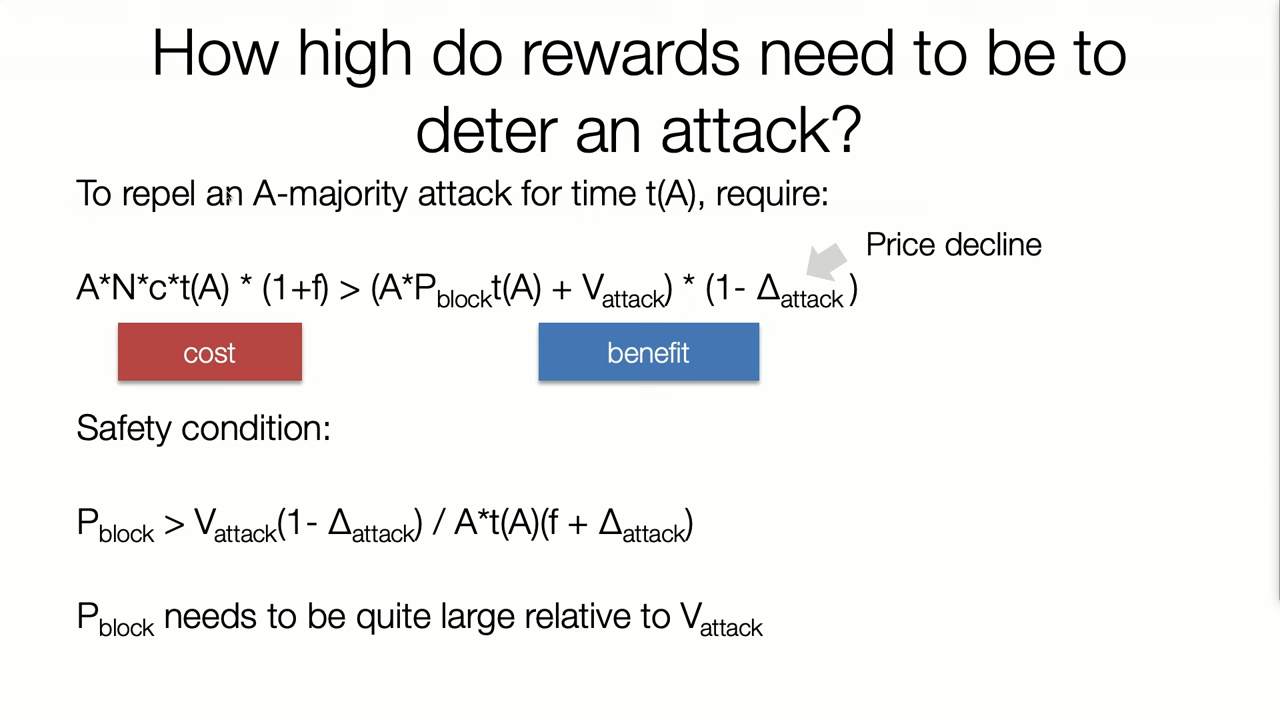 How high do rewards need to be to
deter an attack?
To repel an A-majority attack for time t(A), require:
Price decline
A*N*c*t(A) * (1+f) > (A*Pblockt(A) + Vattack) * (1- Δattack)
cost
benefit
Safety condition:
Pblock > Vattack(1- Δattack) / A*t(A)(f + Δattack)
Pblock needs to be quite large relative to Vattack